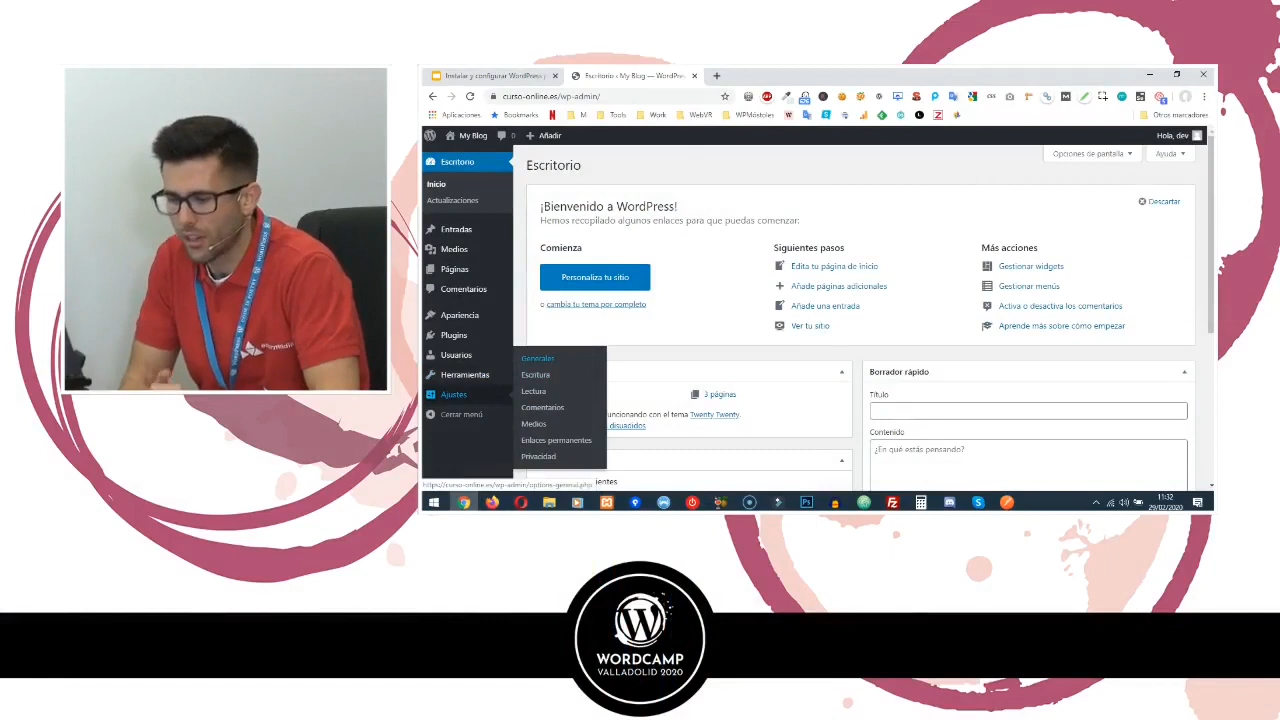 Instalar y configurar WordPress p
Escritorio ‹ My Blog — WordPre
curso-online.es/wp-admin/
Aplicaciones
Bookmarks
M
Tools
Work
WebVR
WPMóstoles
Otros marcadores
My Blog
0
Añadir
Hola, dev
Escritorio
Inicio
Actualizaciones
Entradas
Medios
Páginas
Comentarios
Apariencia
Plugins
Usuarios
Herramientas
Ajustes
Cerrar menú
Generales
Escritura
Lectura
Comentarios
Medios
Enlaces permanentes
Privacidad
Escritorio
Opciones de pantalla
Ayuda
¡Bienvenido a WordPress!
Hemos recopilado algunos enlaces para que puedas comenzar:
Descartar
Comienza
Personaliza tu sitio
o cambia tu tema por completo
Siguientes pasos
Edita tu página de inicio
Añade páginas adicionales
Añade una entrada
Ver tu sitio
Más acciones
Gestionar widgets
Gestionar menús
Activa o desactiva los comentarios
Aprende más sobre cómo empezar
3 páginas
uncionando con el tema Twenty Twenty.
disuadidos
ientes
Borrador rápido
Título
Contenido
¿En qué estás pensando?
https://curso-online.es/wp-admin/options-general.php
11:32
29/02/2020
WORDCAMP
VALLADOLID 2020